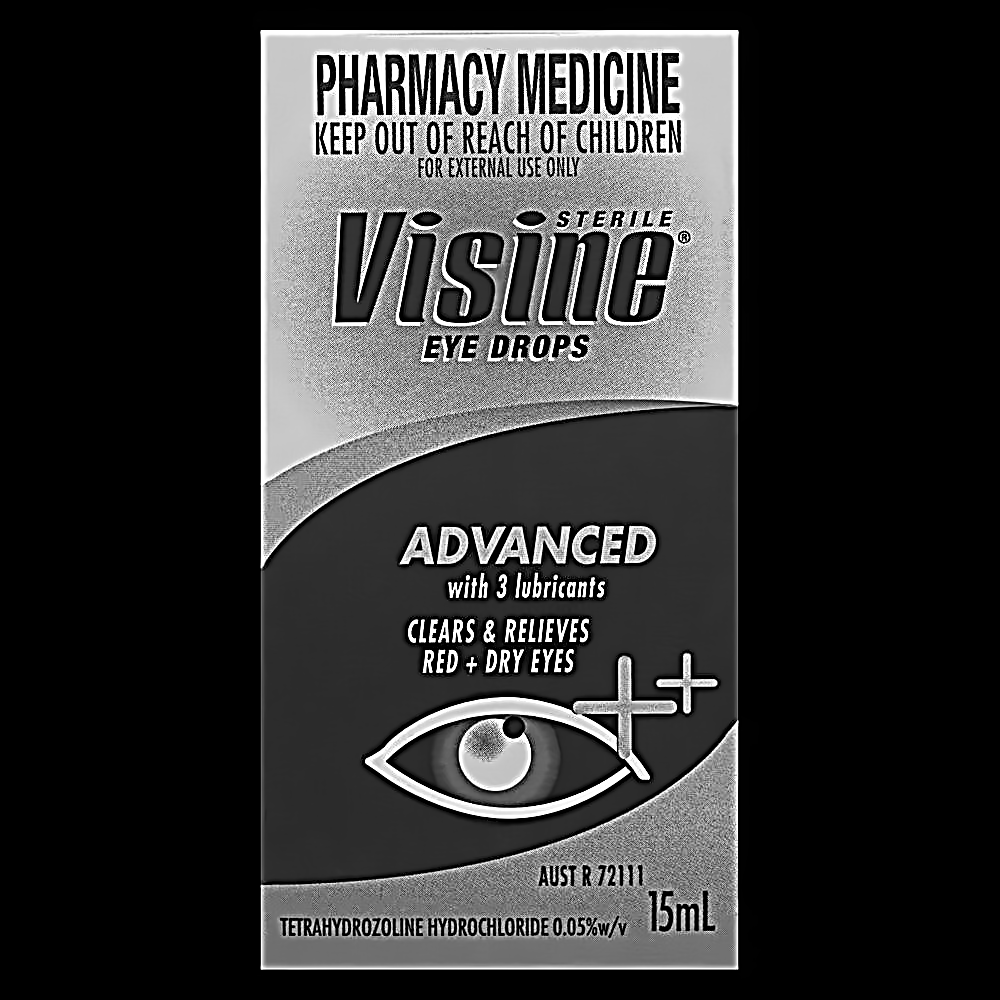 PHARMACY MEDICINE
KEEP OUT OF REACH OF CHILDREN
FOR EXTERNAL USE ONLY
STERILE
Visine®
EYE DROPS
ADVANCED
with 3 lubricants
CLEARS & RELIEVES
RED + DRY EYES
AUST R 72111
15mL
TETRAHYDROZOLINE HYDROCHLORIDE 0.05%w/v